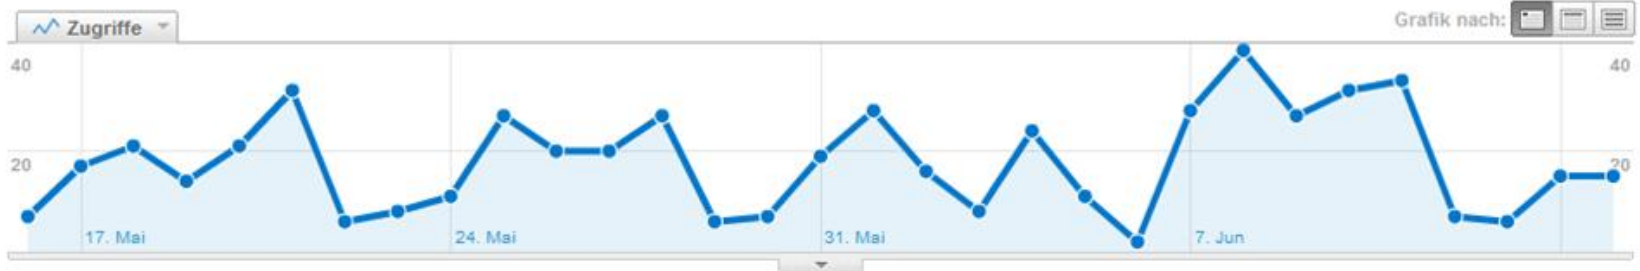 Zugriffe
Grafik nach:
40
40
20
20
17. Mai
24. Mai
31. Mai
7. Jun